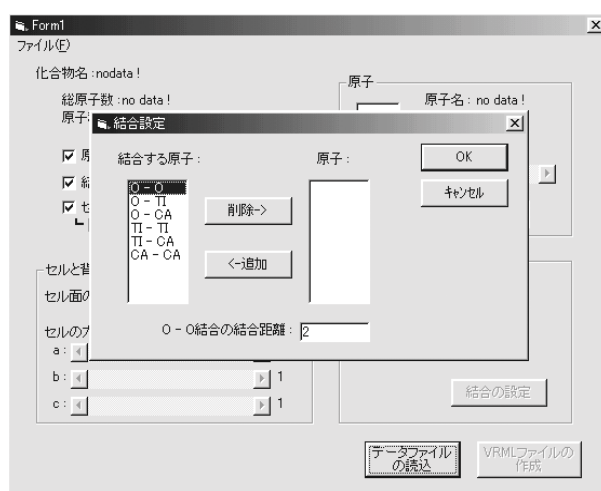 Form1
ファイル(F)
化合物名 :nodata !
総原子数 :no data !
原子
原子
原子名 : no data !
結合設定
結合する原子 :
原子 :
O - O
O - TI
O - CA
TI - TI
TI - CA
CA - CA
削除->
<-追加
OK
キャンセル
O - O結合の結合距離 :
2
セルと背
セル面の
セルの大
a :
b :
1
c :
1
結合の設定
データファイル
の読込
VRMLファイルの
作成